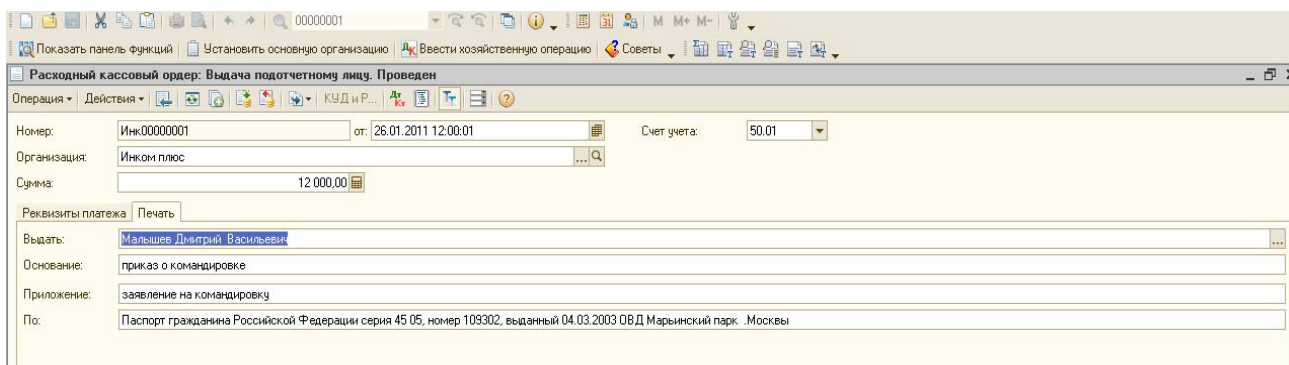 00000001 M M+ M-
Показать панель функций Установить основную организацию Ввести хозяйственную операцию Советы
Расходный кассовый ордер: Выдача подотчетному лицу. Проведен
Операция Действия КУДиР... Дт Кт
Номер: Инк00000001 от: 26.01.2011 12:00:01 Счет учета: 50.01
Организация: Инком плюс ...
Сумма: 12 000,00
Реквизиты платежа Печать
Выдать: Малышев Дмитрий Васильевич ...
Основание: приказ о командировке
Приложение: заявление на командировку
По: Паспорт гражданина Российской Федерации серия 45 05, номер 109302, выданный 04.03.2003 ОВД Марьинский парк .Москвы